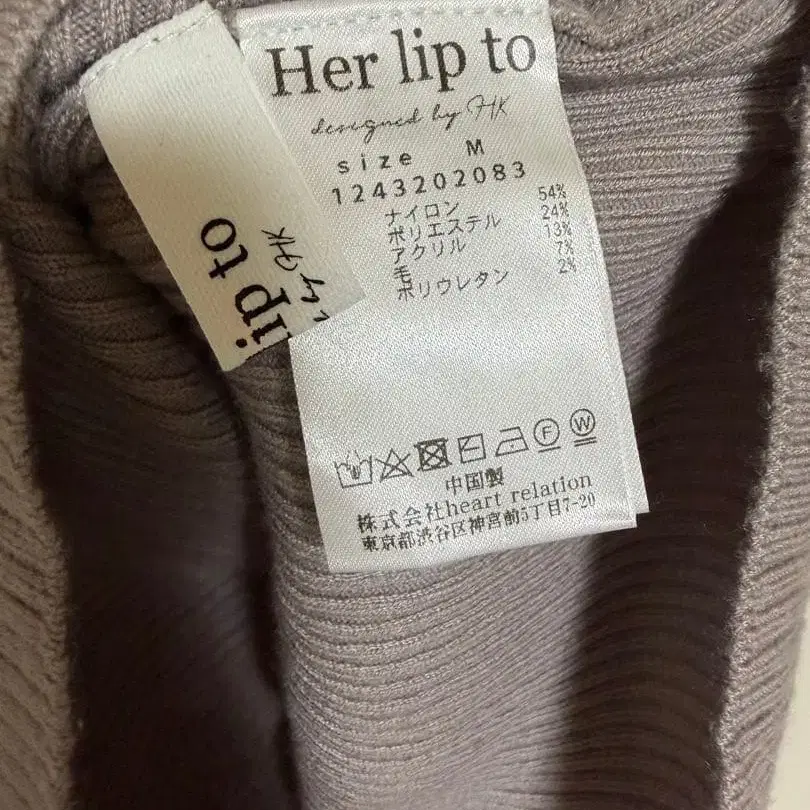 Her lip to
designed by HK
size M
1243202083
ナイロン 54%
ポリエステル 24%
アクリル 13%
毛 7%
ポリウレタン 2%
F W
中国製
株式会社heart relation
東京都渋谷区神宮前5丁目7-20
lip to
by HK